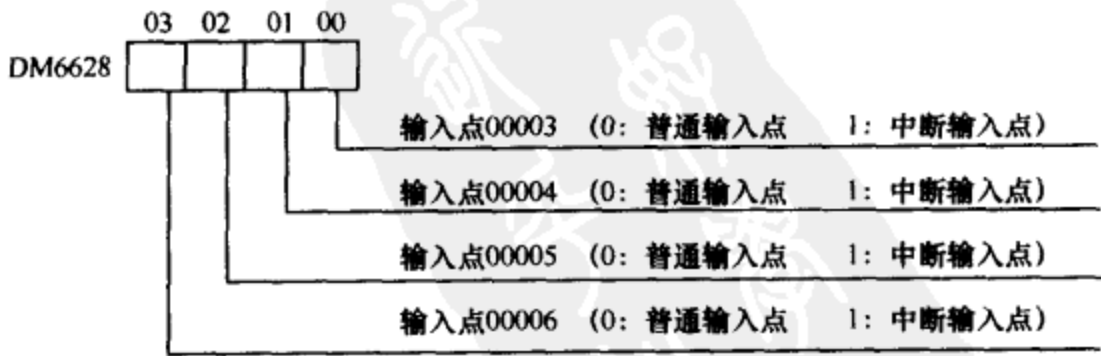 03 02 01 00
DM6628
输入点00003 (0: 普通输入点 1: 中断输入点)
输入点00004 (0: 普通输入点 1: 中断输入点)
输入点00005 (0: 普通输入点 1: 中断输入点)
输入点00006 (0: 普通输入点 1: 中断输入点)